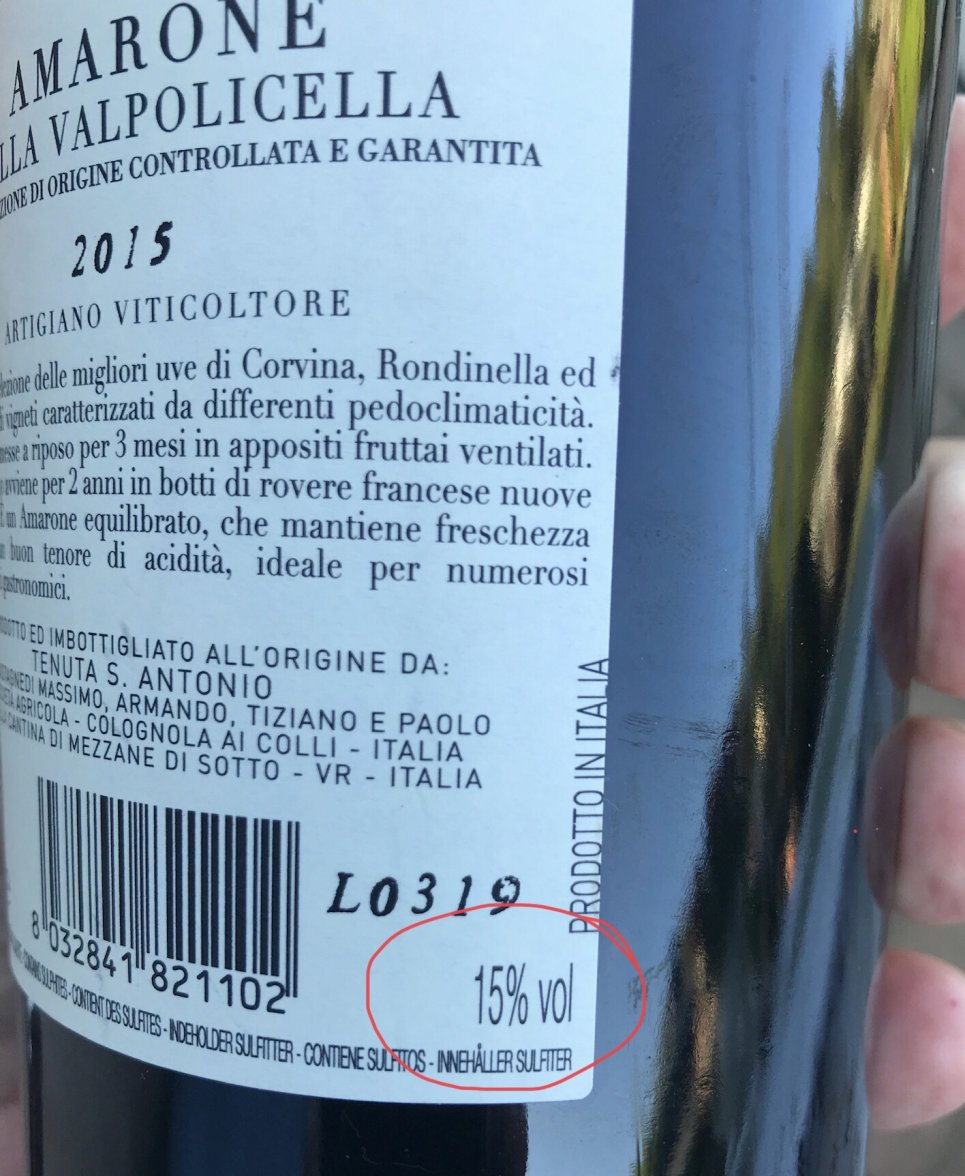 AMARONE
LLA VALPOLICELLA
ZIONE DI ORIGINE CONTROLLATA E GARANTITA
2015
ARTIGIANO VITICOLTORE
delle migliori uve di Corvina, Rondinella ed
vigneti caratterizzati da differenti pedoclimaticità.
a riposo per 3 mesi in appositi fruttai ventilati.
avviene per 2 anni in botti di rovere francese nuove
un Amarone equilibrato, che mantiene freschezza
buon tenore di acidità, ideale per numerosi
gastronomici.
ED IMBOTTIGLIATO ALL'ORIGINE DA:
TENUTA S. ANTONIO
DI MASSIMO, ARMANDO, TIZIANO E PAOLO
AGRICOLA - COLOGNOLA AI COLLI - ITALIA
CANTINA DI MEZZANE DI SOTTO - VR - ITALIA
PRODOTTO IN ITALIA
L0319
8 032841 821102
15% vol
SULPHITES - CONTIENT DES SULFITES - INDEHOLDER SULFITTER - CONTIENE SULFITOS - INNEHÅLLER SULFITER